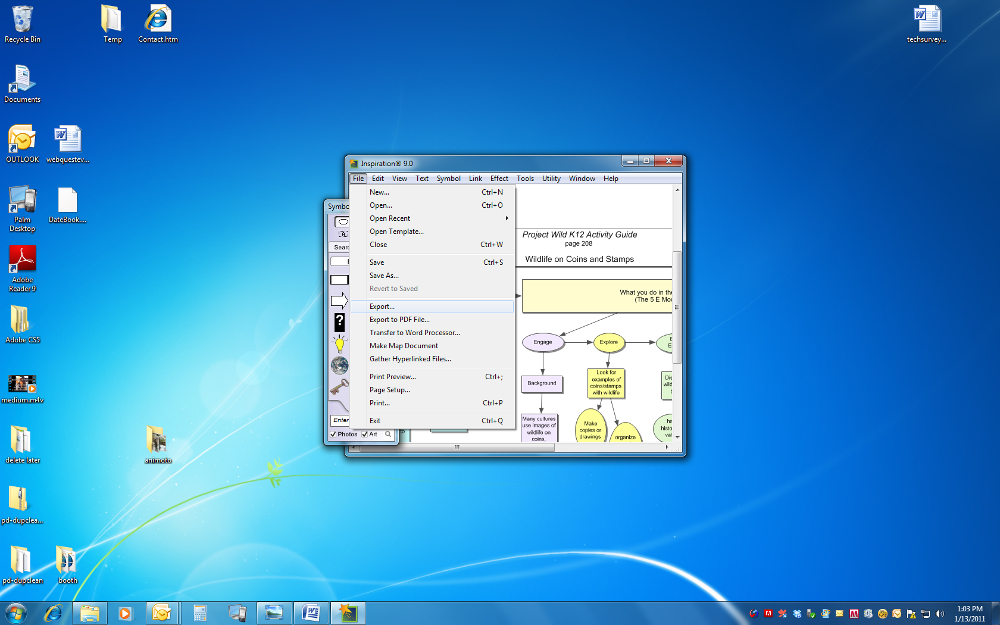 Recycle Bin
Temp
Contact.htm
techsurvey...
Documents
OUTLOOK
webquestev...
Palm
Desktop
DateBook....
Adobe
Reader 9
Adobe CS5
medium.m4v
delete later
animoto
pd-dupclea...
pd-dupclean
booth
Inspiration® 9.0
File Edit View Text Symbol Link Effect Tools Utility Window Help
New... Ctrl+N
Open... Ctrl+O
Open Recent
Open Template...
Close Ctrl+W
Save Ctrl+S
Save As...
Revert to Saved
Export...
Export to PDF File...
Transfer to Word Processor...
Make Map Document
Gather Hyperlinked Files...
Print Preview... Ctrl+;
Page Setup...
Print... Ctrl+P
Exit Ctrl+Q
Symbo
A
Searc
?
Enter
Photos Art
to
Project Wild K12 Activity Guide
page 208
Wildlife on Coins and Stamps
What you do in the
(The 5 E Mod
Engage
Explore
E
E
Background
Look for
examples of
coins/stamps
with wildlife
Dis
wild
t
Many cultures
use images of
wildlife on
coins,
Make
copies or
drawings
organize
ha
histo
val
1:03 PM
1/13/2011